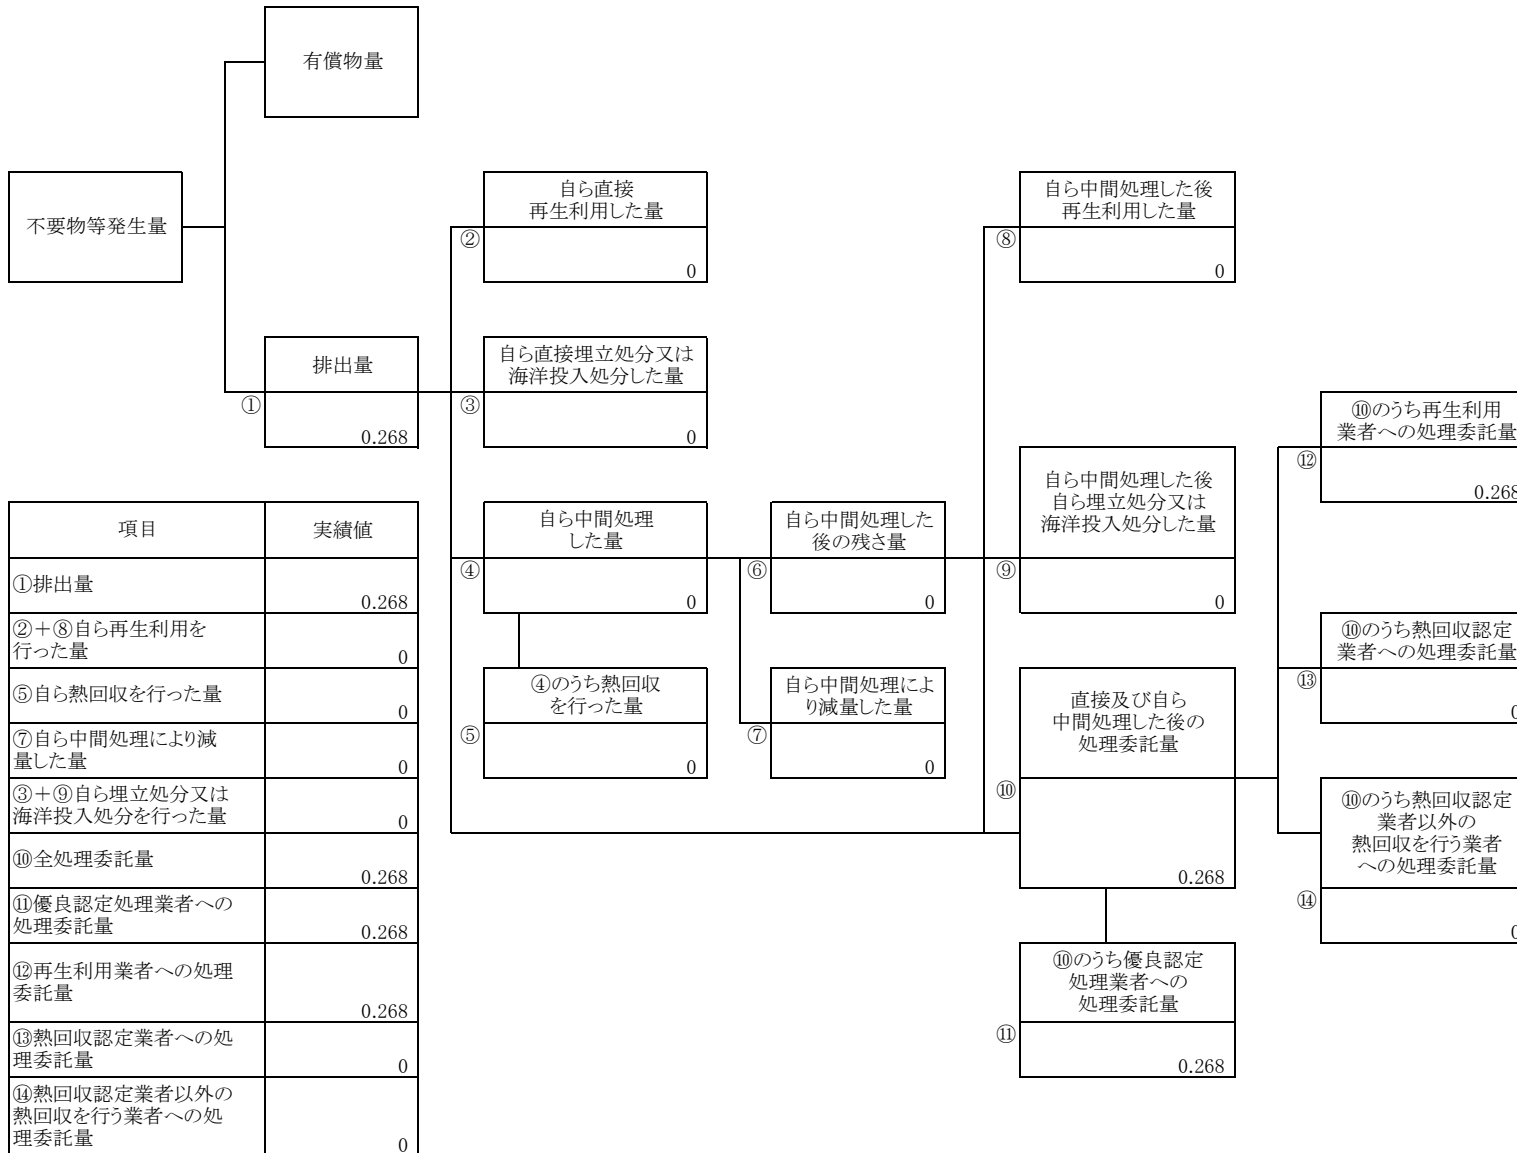 有償物量
不要物等発生量
自ら直接
再生利用した量
②
0
自ら中間処理した後
再生利用した量
⑧
0
排出量
①
0.268
自ら直接埋立処分又は
海洋投入処分した量
③
0
⑩のうち再生利用
業者への処理委託量
⑫
0.268
自ら中間処理した後
自ら埋立処分又は
海洋投入処分した量
⑨
0
自ら中間処理
した量
④
0
自ら中間処理した
後の残さ量
⑥
0
④のうち熱回収
を行った量
⑤
0
自ら中間処理によ
り減量した量
⑦
0
直接及び自ら
中間処理した後の
処理委託量
⑩
0.268
⑩のうち熱回収認定
業者への処理委託量
⑬
0
⑩のうち熱回収認定
業者以外の
熱回収を行う業者
への処理委託量
⑭
0
⑩のうち優良認定
処理業者への
処理委託量
⑪
0.268
項目 実績値
①排出量
0.268
②+⑧自ら再生利用を
行った量 0
⑤自ら熱回収を行った量
0
⑦自ら中間処理により減
量した量 0
③+⑨自ら埋立処分又は
海洋投入処分を行った量 0
⑩全処理委託量
0.268
⑪優良認定処理業者への
処理委託量 0.268
⑫再生利用業者への処理
委託量
0.268
⑬熱回収認定業者への処
理委託量 0
⑭熱回収認定業者以外の
熱回収を行う業者への処
理委託量 0